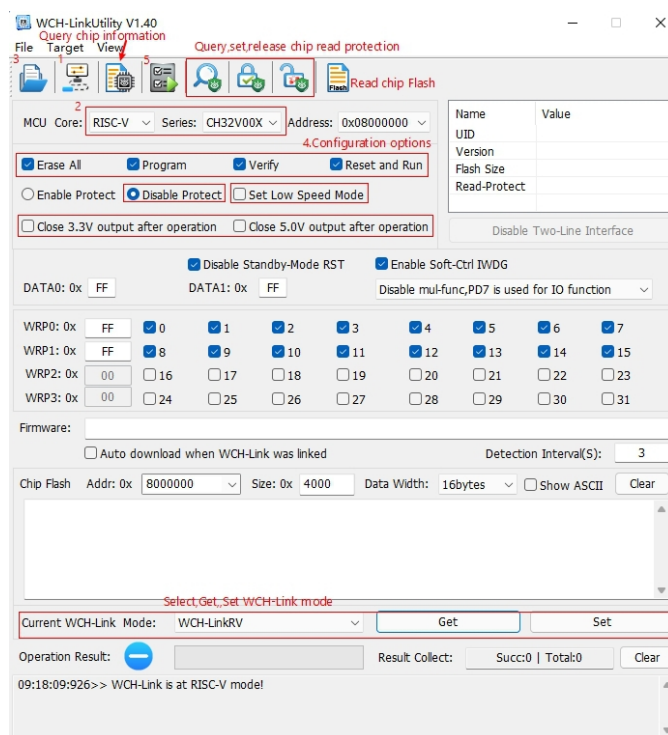 WCH-LinkUtility V1.40
Query chip information
File Target View
Query,set,release chip read protection
3 1 5
Flash
Read chip Flash
2
MCU Core: RISC-V Series: CH32V00X Address: 0x08000000
4.Configuration options
Erase All Program Verify Reset and Run
Enable Protect Disable Protect Set Low Speed Mode
Close 3.3V output after operation Close 5.0V output after operation
Name Value
UID
Version
Flash Size
Read-Protect
Disable Two-Line Interface
Disable Standby-Mode RST Enable Soft-Ctrl IWDG
DATA0: 0x FF DATA1: 0x FF Disable mul-func,PD7 is used for IO function
WRP0: 0x FF 0 1 2 3 4 5 6 7
WRP1: 0x FF 8 9 10 11 12 13 14 15
WRP2: 0x 00 16 17 18 19 20 21 22 23
WRP3: 0x 00 24 25 26 27 28 29 30 31
Firmware:
Auto download when WCH-Link was linked Detection Interval(S): 3
Chip Flash Addr: 0x 8000000 Size: 0x 4000 Data Width: 16bytes Show ASCII Clear
Select,Get,,Set WCH-Link mode
Current WCH-Link Mode: WCH-LinkRV Get Set
Operation Result: Result Collect: Succ:0 | Total:0 Clear
09:18:09:926>> WCH-Link is at RISC-V mode!